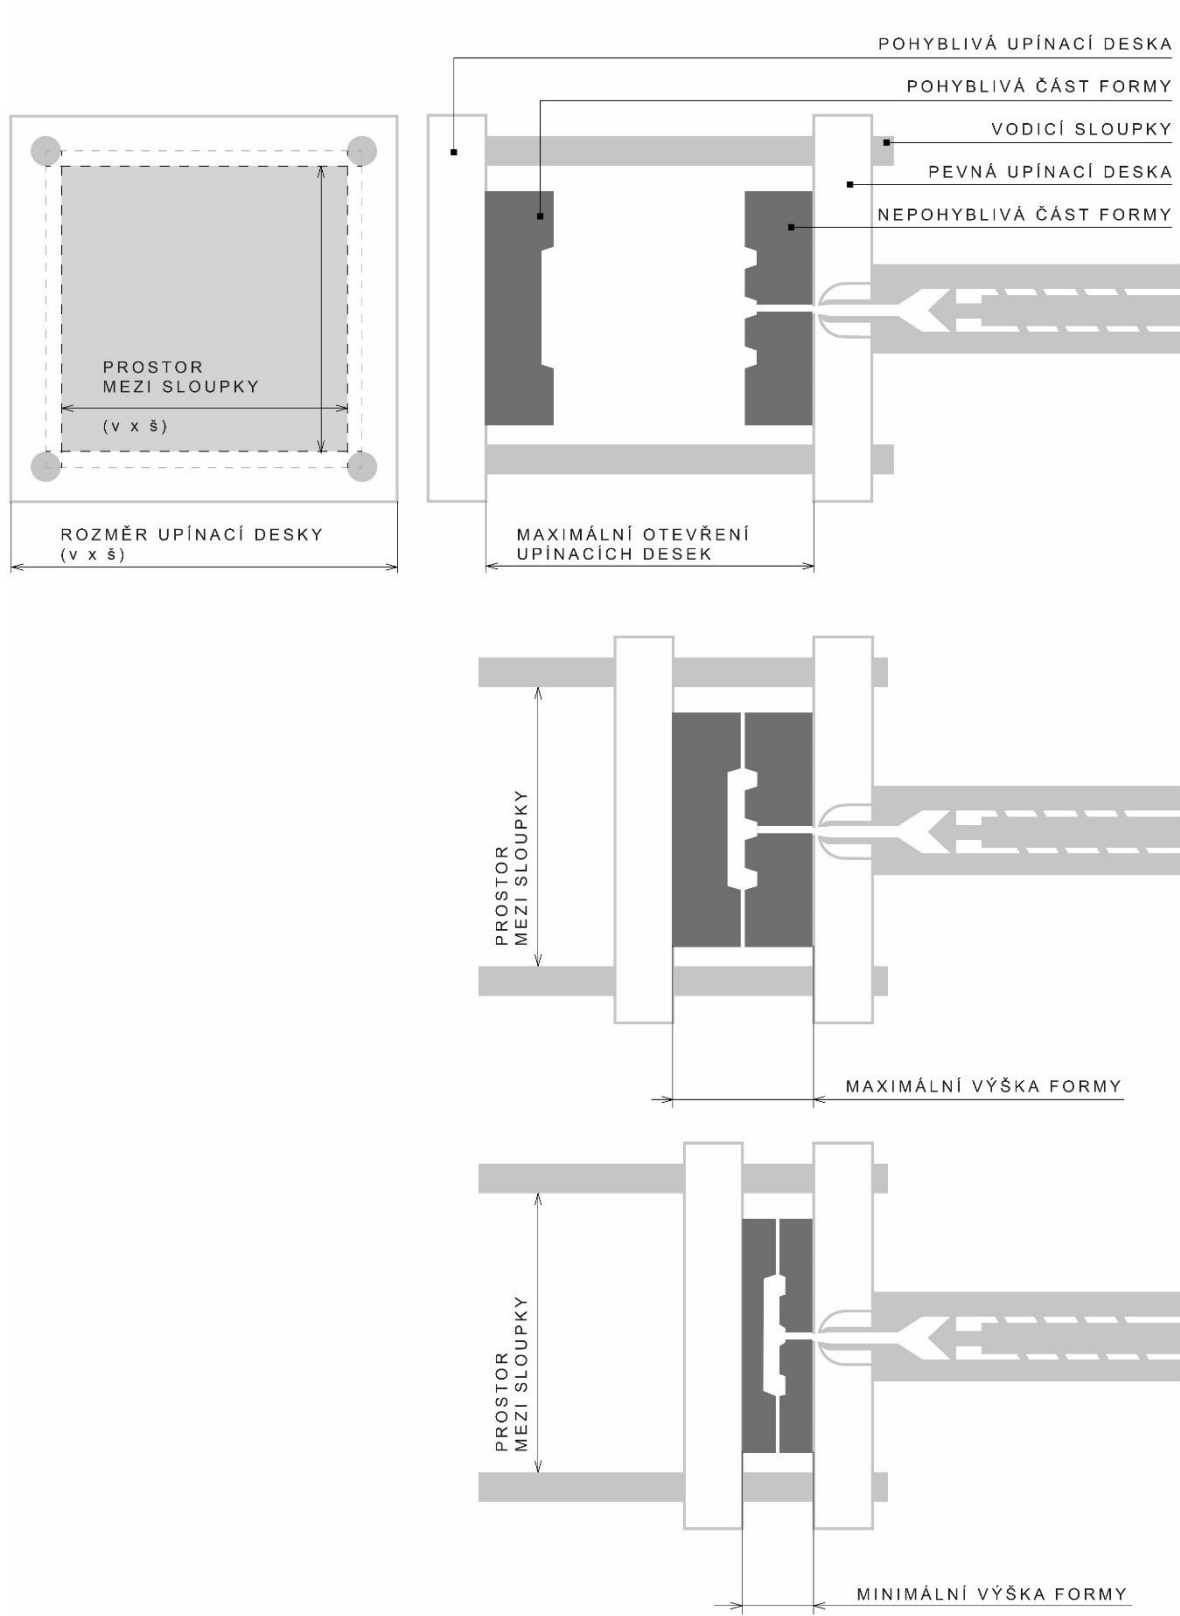 POHYBLIVÁ UPÍNACÍ DESKA
POHYBLIVÁ ČÁST FORMY
VODICÍ SLOUPKY
PEVNÁ UPÍNACÍ DESKA
NEPOHYBLIVÁ ČÁST FORMY
PROSTOR
MEZI SLOUPKY
(v x š)
ROZMĚR UPÍNACÍ DESKY
(v x š)
MAXIMÁLNÍ OTEVŘENÍ
UPÍNACÍCH DESEK
PROSTOR
MEZI SLOUPKY
MAXIMÁLNÍ VÝŠKA FORMY
PROSTOR
MEZI SLOUPKY
MINIMÁLNÍ VÝŠKA FORMY